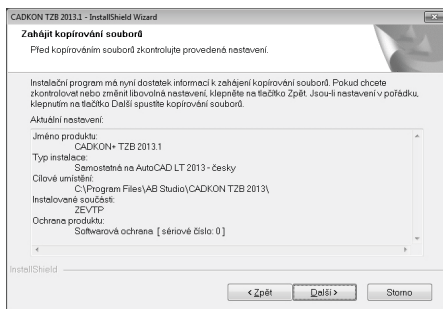 CADKON TZB 2013.1 - InstallShield Wizard
Zahájit kopírování souborů
Před kopírováním souborů zkontrolujte provedená nastavení.
Instalační program má nyní dostatek informací k zahájení kopírování souborů. Pokud chcete
zkontrolovat nebo změnit libovolná nastavení, klepněte na tlačítko Zpět. Jsou-li nastavení v pořádku,
klepnutím na tlačítko Další spustíte kopírování souborů.
Aktuální nastavení:
Jméno produktu:
CADKON+ TZB 2013.1
Typ instalace:
Samostatná na AutoCAD LT 2013 - česky
Cílové umístění:
C:\Program Files\AB Studio\CADKON TZB 2013\
Instalované součásti:
ZEVTP
Ochrana produktu:
Softwarová ochrana [ sériové číslo: 0 ]
InstallShield
< Zpět
Další >
Storno